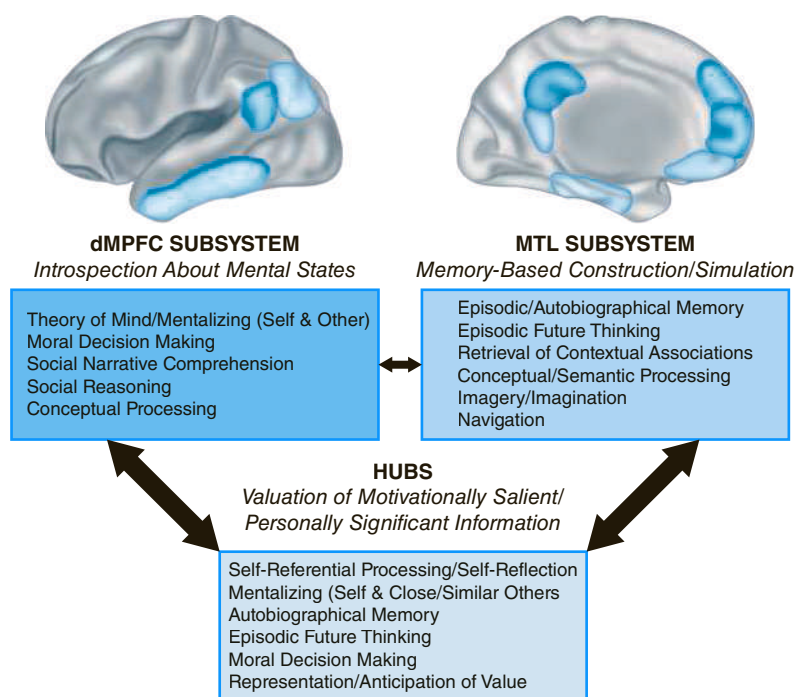 dMPFC SUBSYSTEM
Introspection About Mental States
Theory of Mind/Mentalizing (Self & Other)
Moral Decision Making
Social Narrative Comprehension
Social Reasoning
Conceptual Processing
MTL SUBSYSTEM
Memory-Based Construction/Simulation
Episodic/Autobiographical Memory
Episodic Future Thinking
Retrieval of Contextual Associations
Conceptual/Semantic Processing
Imagery/Imagination
Navigation
HUBS
Valuation of Motivationally Salient/
Personally Significant Information
Self-Referential Processing/Self-Reflection
Mentalizing (Self & Close/Similar Others
Autobiographical Memory
Episodic Future Thinking
Moral Decision Making
Representation/Anticipation of Value